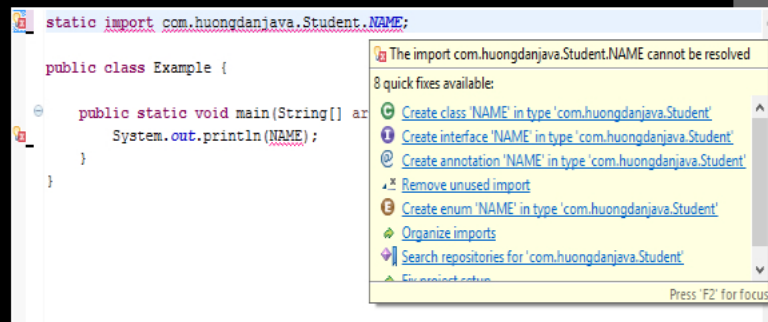 static import com.huongdanjava.Student.NAME;
public class Example {
public static void main(String[] ar
System.out.println(NAME);
}
}
The import com.huongdanjava.Student.NAME cannot be resolved
8 quick fixes available:
Create class 'NAME' in type 'com.huongdanjava.Student'
Create interface 'NAME' in type 'com.huongdanjava.Student'
Create annotation 'NAME' in type 'com.huongdanjava.Student'
Remove unused import
Create enum 'NAME' in type 'com.huongdanjava.Student'
Organize imports
Search repositories for 'com.huongdanjava.Student'
Fix project setup
Press 'F2' for focus